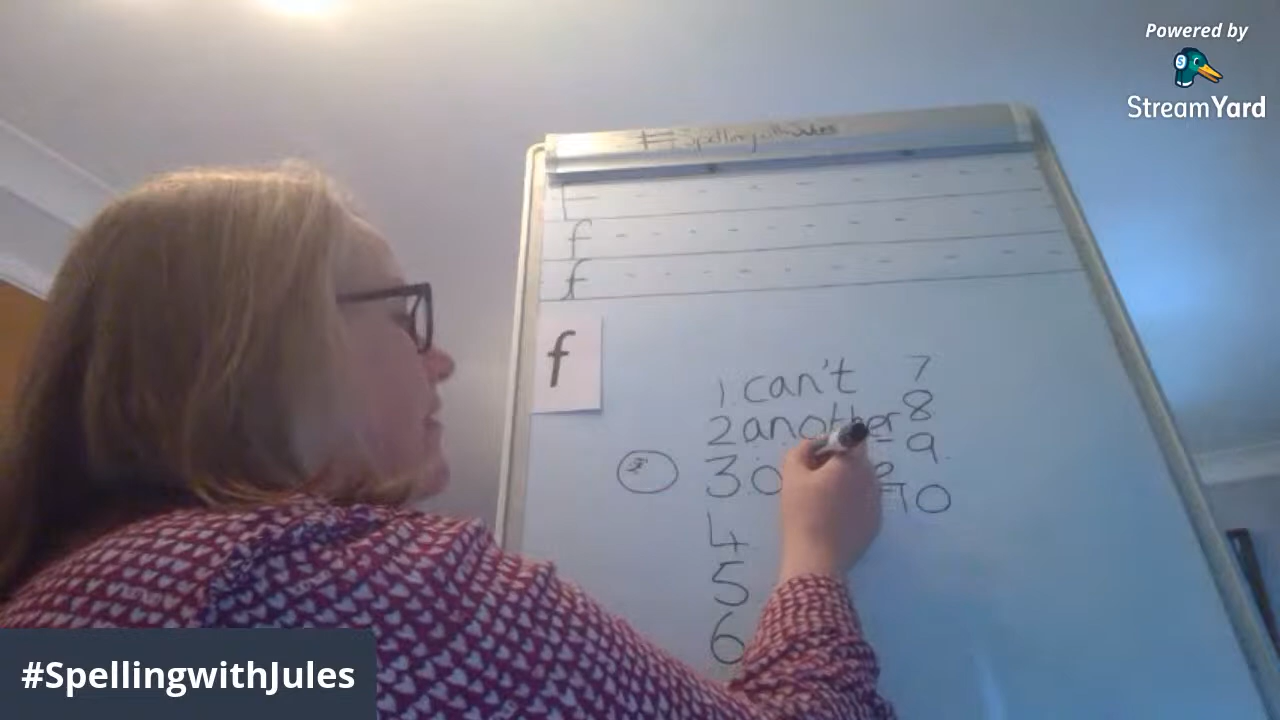 Powered by
StreamYard
#SpellingwithJules
f
f
f
1 can't 7
2 another 8
3 9
10
4
5
6
#SpellingwithJules